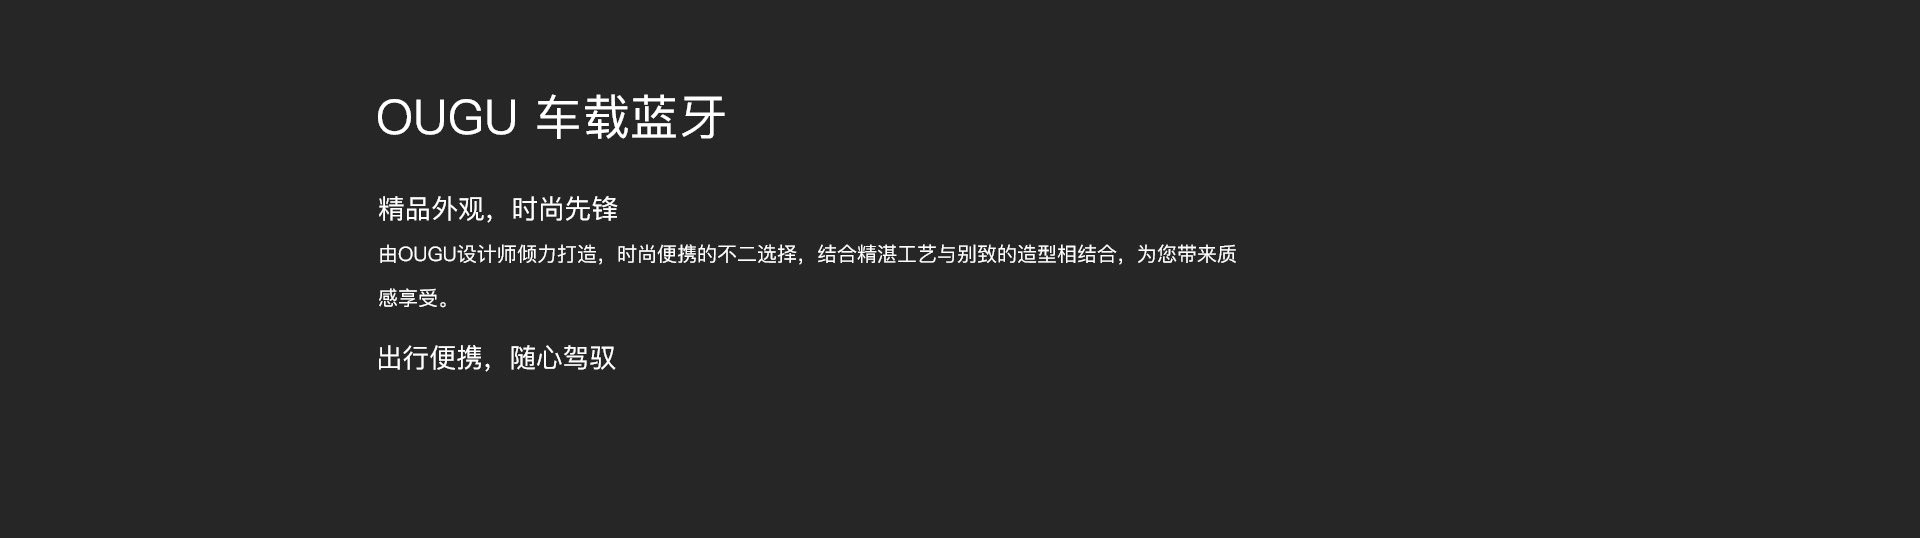 OUGU 车载蓝牙
精品外观，时尚先锋
由OUGU设计师倾力打造，时尚便携的不二选择，结合精湛工艺与别致的造型相结合，为您带来质
感享受。
出行便携，随心驾驭